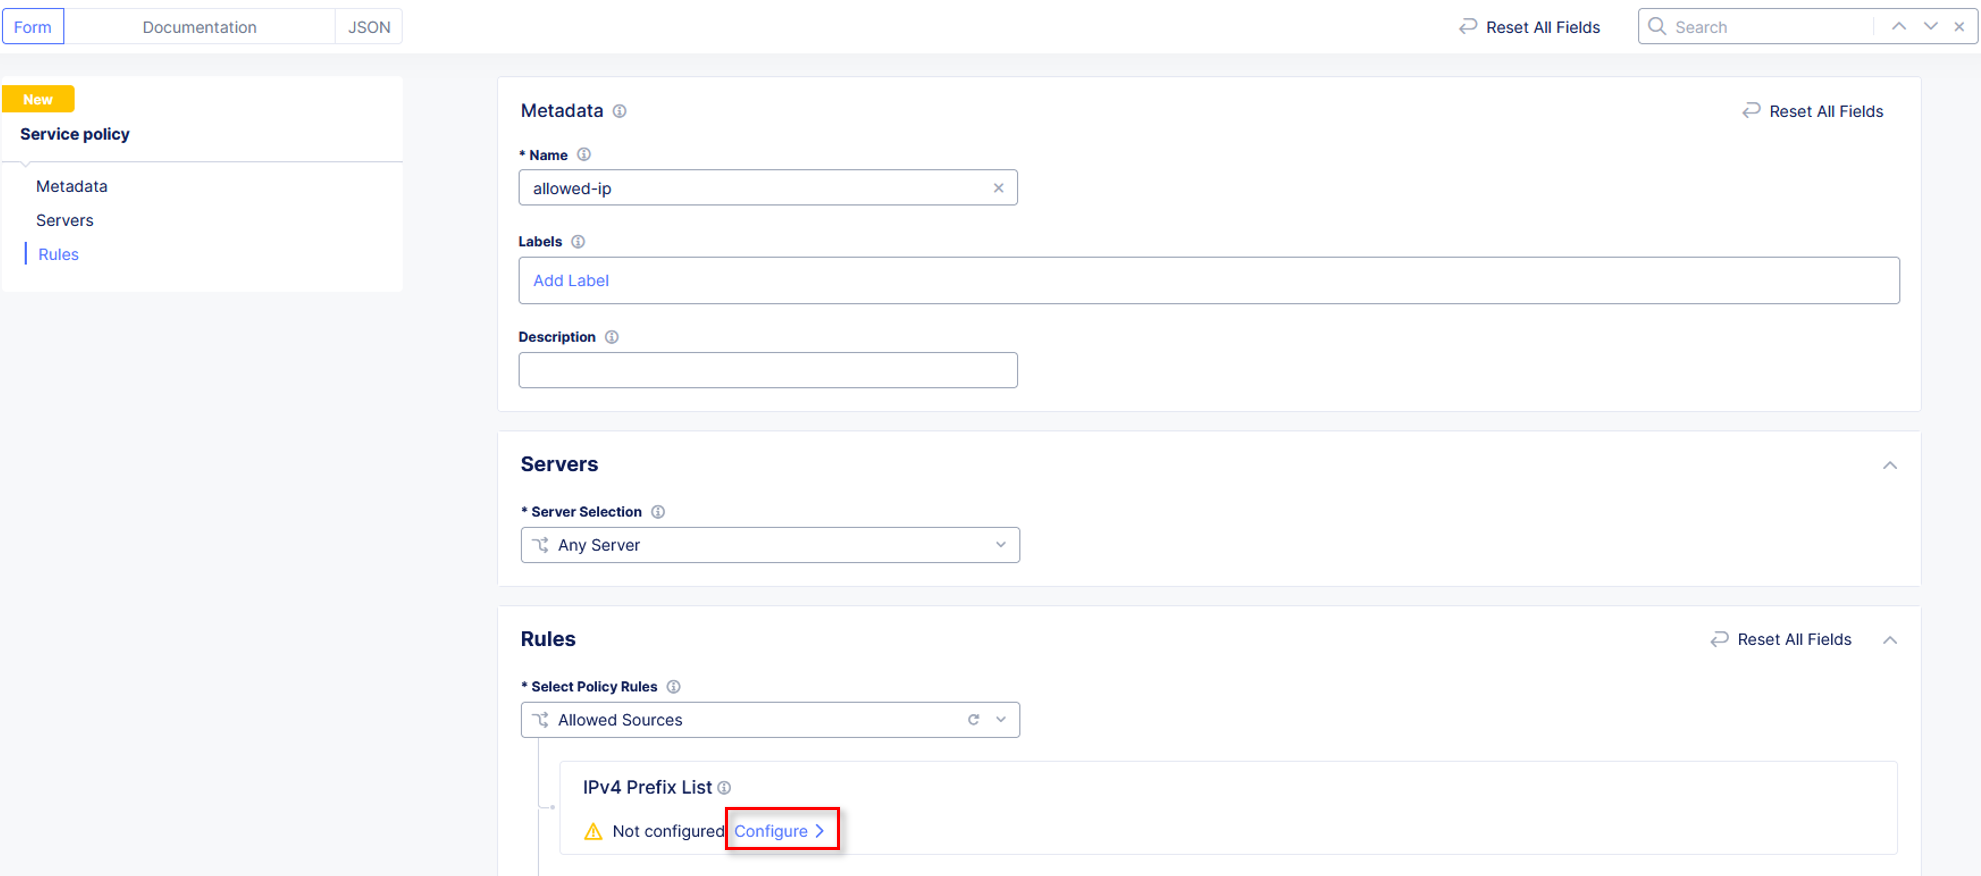 Form
Documentation
JSON
Reset All Fields
Search
New
Service policy
Metadata
Servers
Rules
Metadata
Reset All Fields
* Name
allowed-ip
Labels
Add Label
Description
Servers
* Server Selection
Any Server
Rules
Reset All Fields
* Select Policy Rules
Allowed Sources
IPv4 Prefix List
Not configured Configure